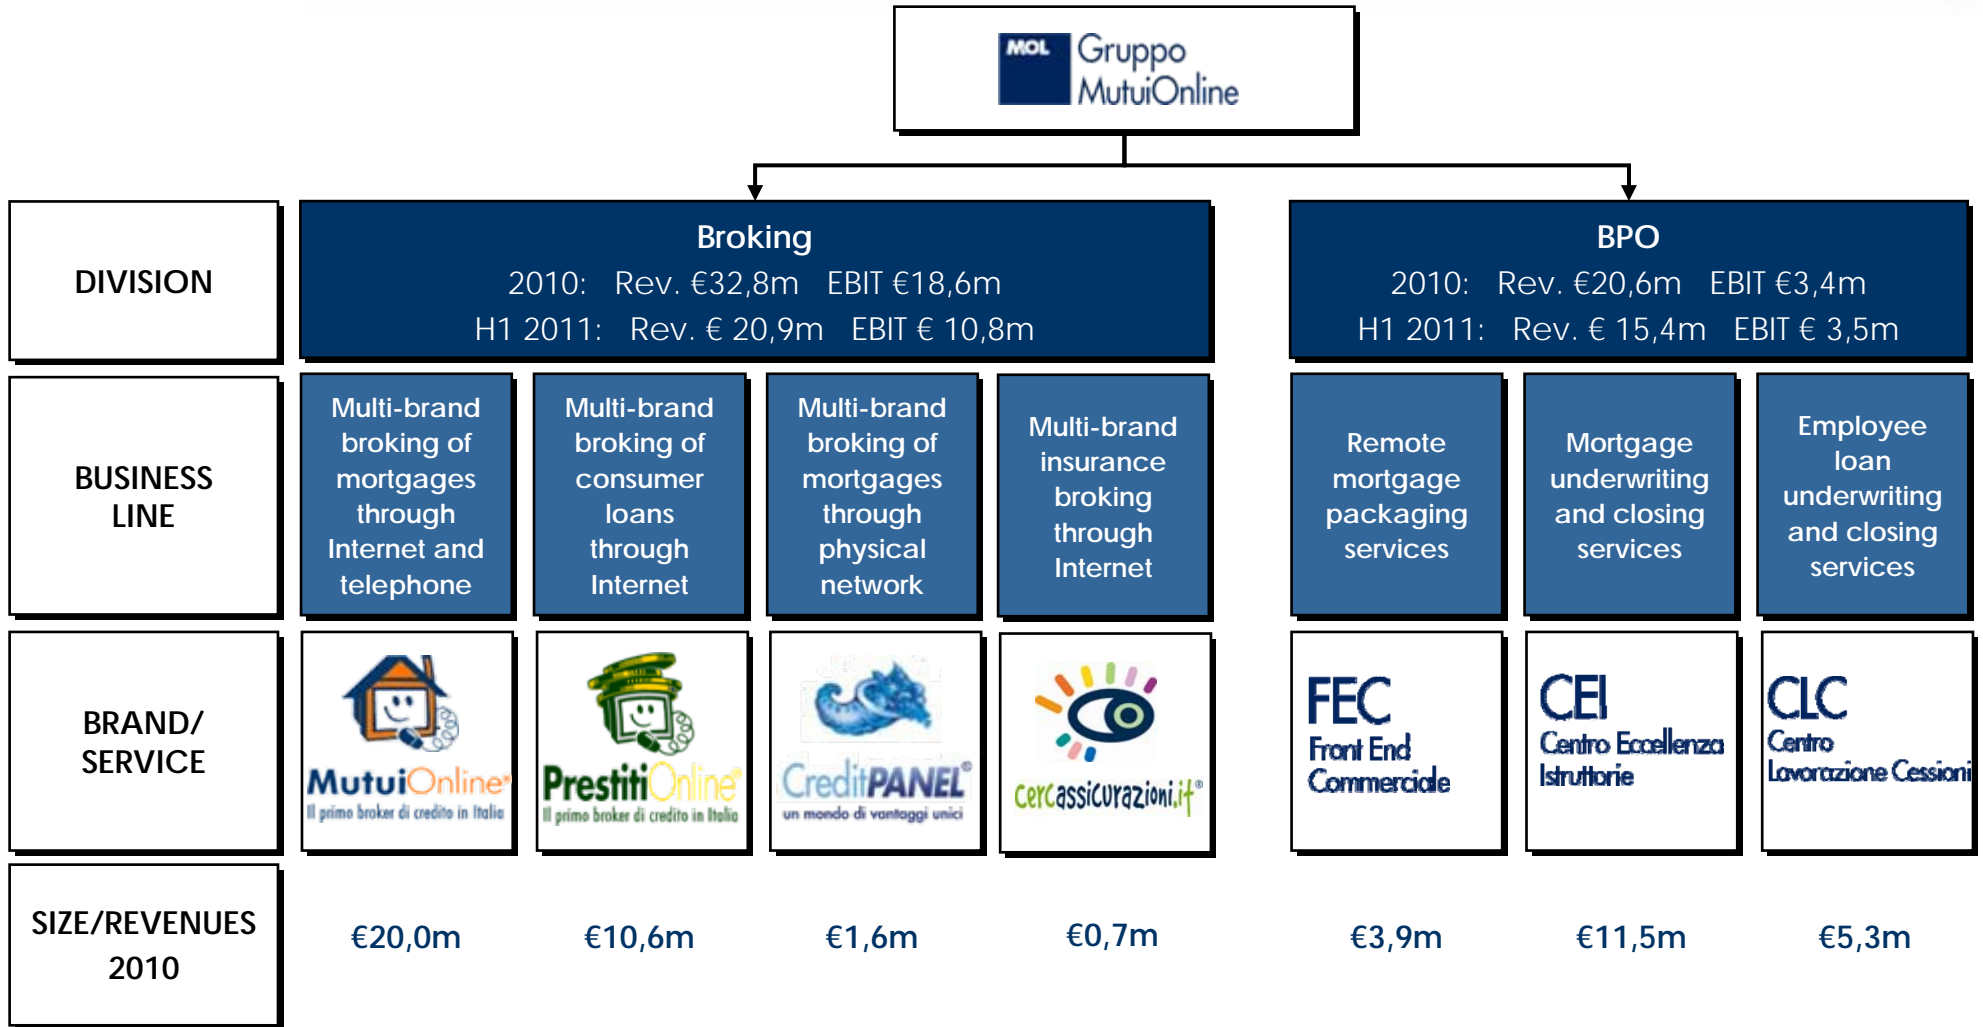 MOL Gruppo
MutuiOnline
DIVISION
Broking
2010: Rev. €32,8m EBIT €18,6m
H1 2011: Rev. € 20,9m EBIT € 10,8m
BPO
2010: Rev. €20,6m EBIT €3,4m
H1 2011: Rev. € 15,4m EBIT € 3,5m
BUSINESS
LINE
Multi-brand
broking of
mortgages
through
Internet and
telephone
Multi-brand
broking of
consumer
loans
through
Internet
Multi-brand
broking of
mortgages
through
physical
network
Multi-brand
insurance
broking
through
Internet
Remote
mortgage
packaging
services
Mortgage
underwriting
and closing
services
Employee
loan
underwriting
and closing
services
BRAND/
SERVICE
MutuiOnline®
Il primo broker di credito in Italia
PrestitiOnline®
Il primo broker di credito in Italia
CreditPANEL®
un mondo di vantaggi unici
cercassicurazioni.it®
FEC
Front End
Commerciale
CEI
Centro Eccellenza
Istruttorie
CLC
Centro
Lavorazione Cessioni
SIZE/REVENUES
2010
€20,0m
€10,6m
€1,6m
€0,7m
€3,9m
€11,5m
€5,3m